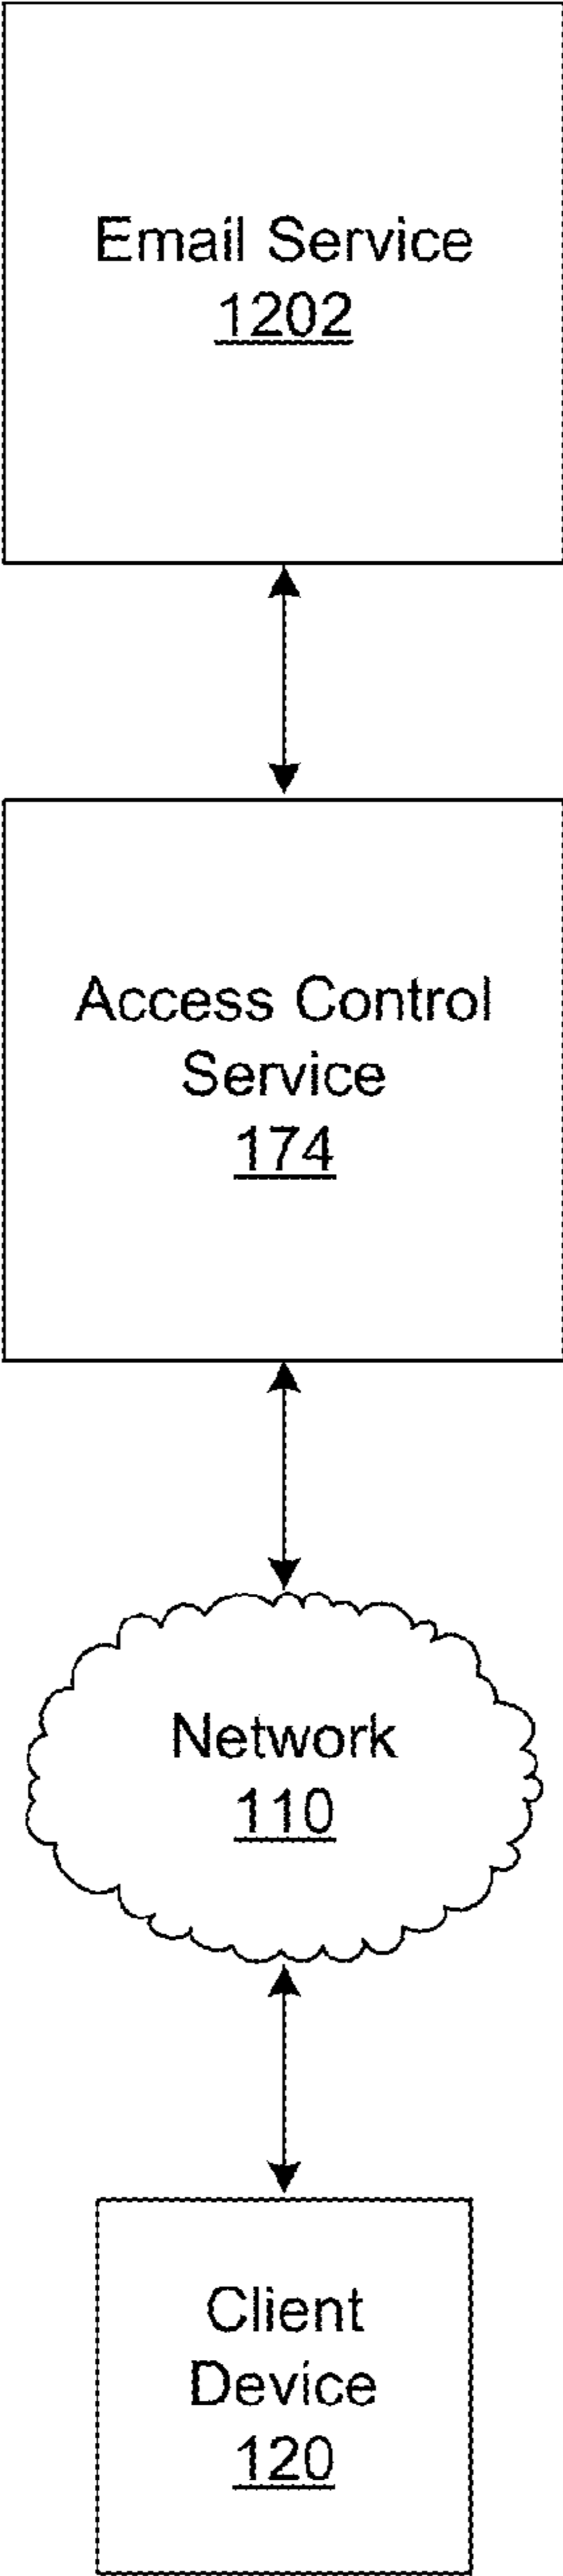 Email Service
1202
Access Control
Service
174
Network
110
Client
Device
120